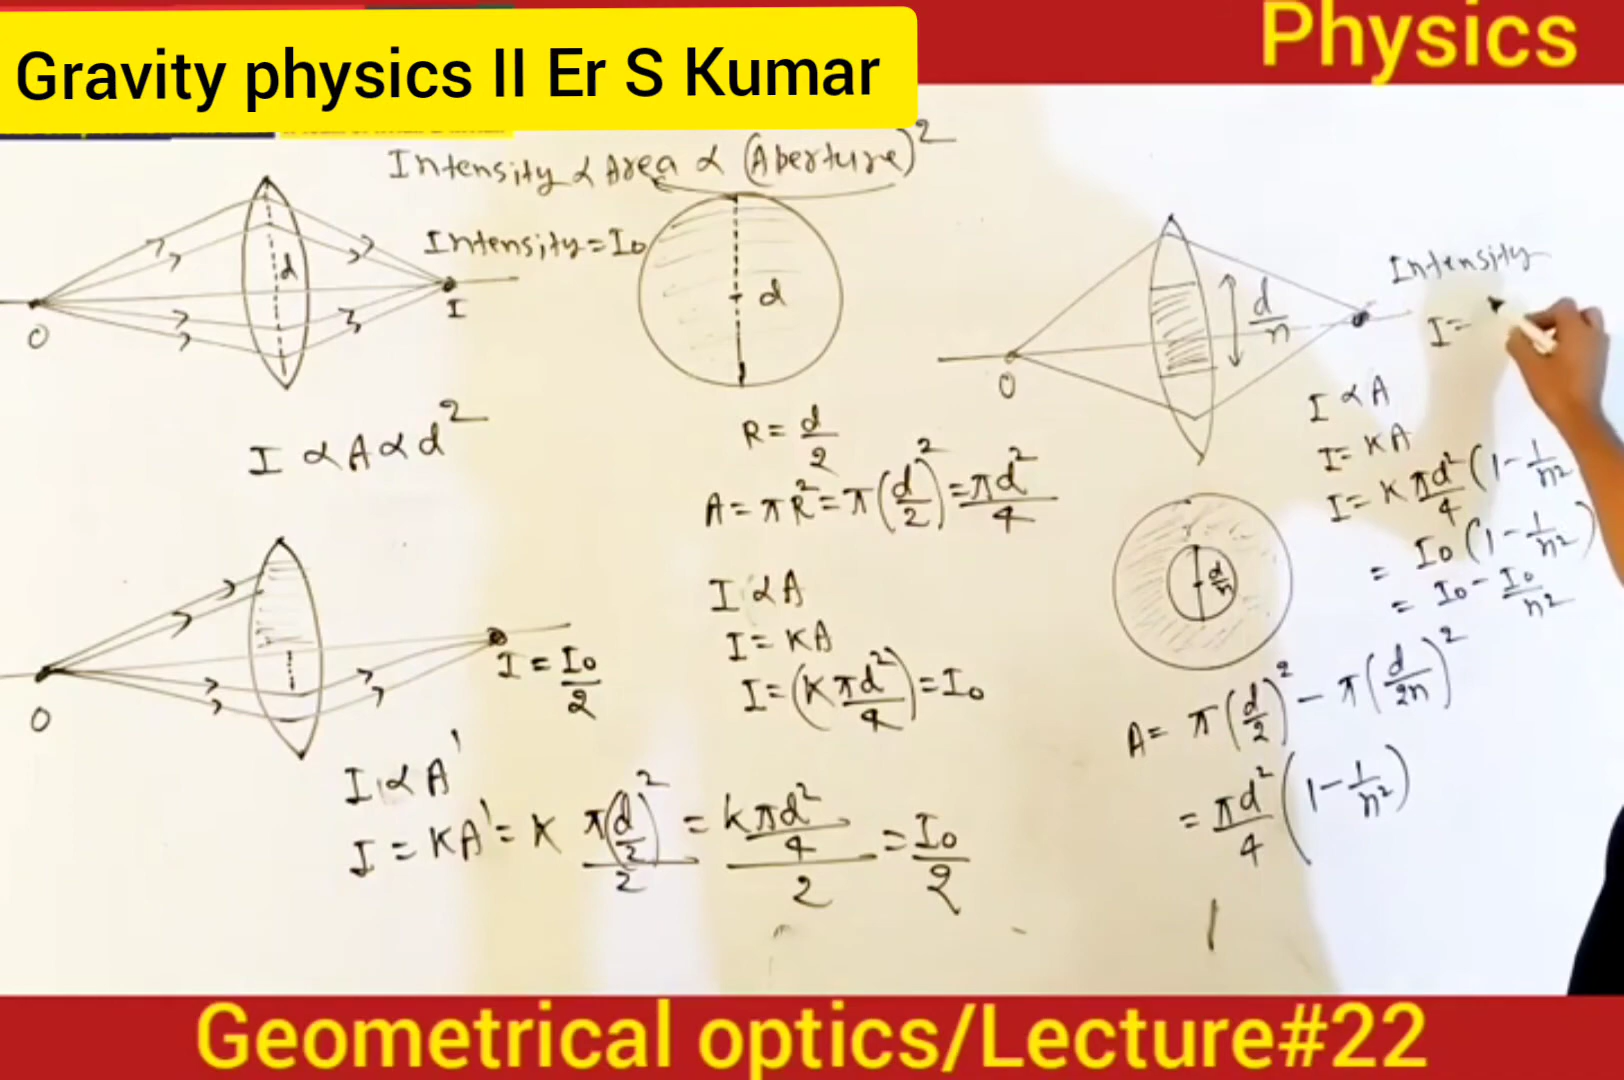 Physics
Gravity physics II Er S Kumar
Intensity ∝ Area ∝ (Aperture)²
Intensity = I₀
d
O
I
d
I ∝ A ∝ d²
R = d/2
A = πR² = π(d/2)² = πd²/4
I ∝ A
I = KA
I = (Kπd²/4) = I₀
O
I = I₀/2
I ∝ A'
I = KA' = K π(d/2)²/2 = (kπd²/4)/2 = I₀/2
O
d/n
Intensity
I =
I ∝ A
I = KA
I = K πd²/4 (1 - 1/n²
= I₀ (1 - 1/n²)
= I₀ - I₀/n²
d/n
A = π(d/2)² - π(d/2n)²
= πd²/4 (1 - 1/n²)
Geometrical optics/Lecture#22